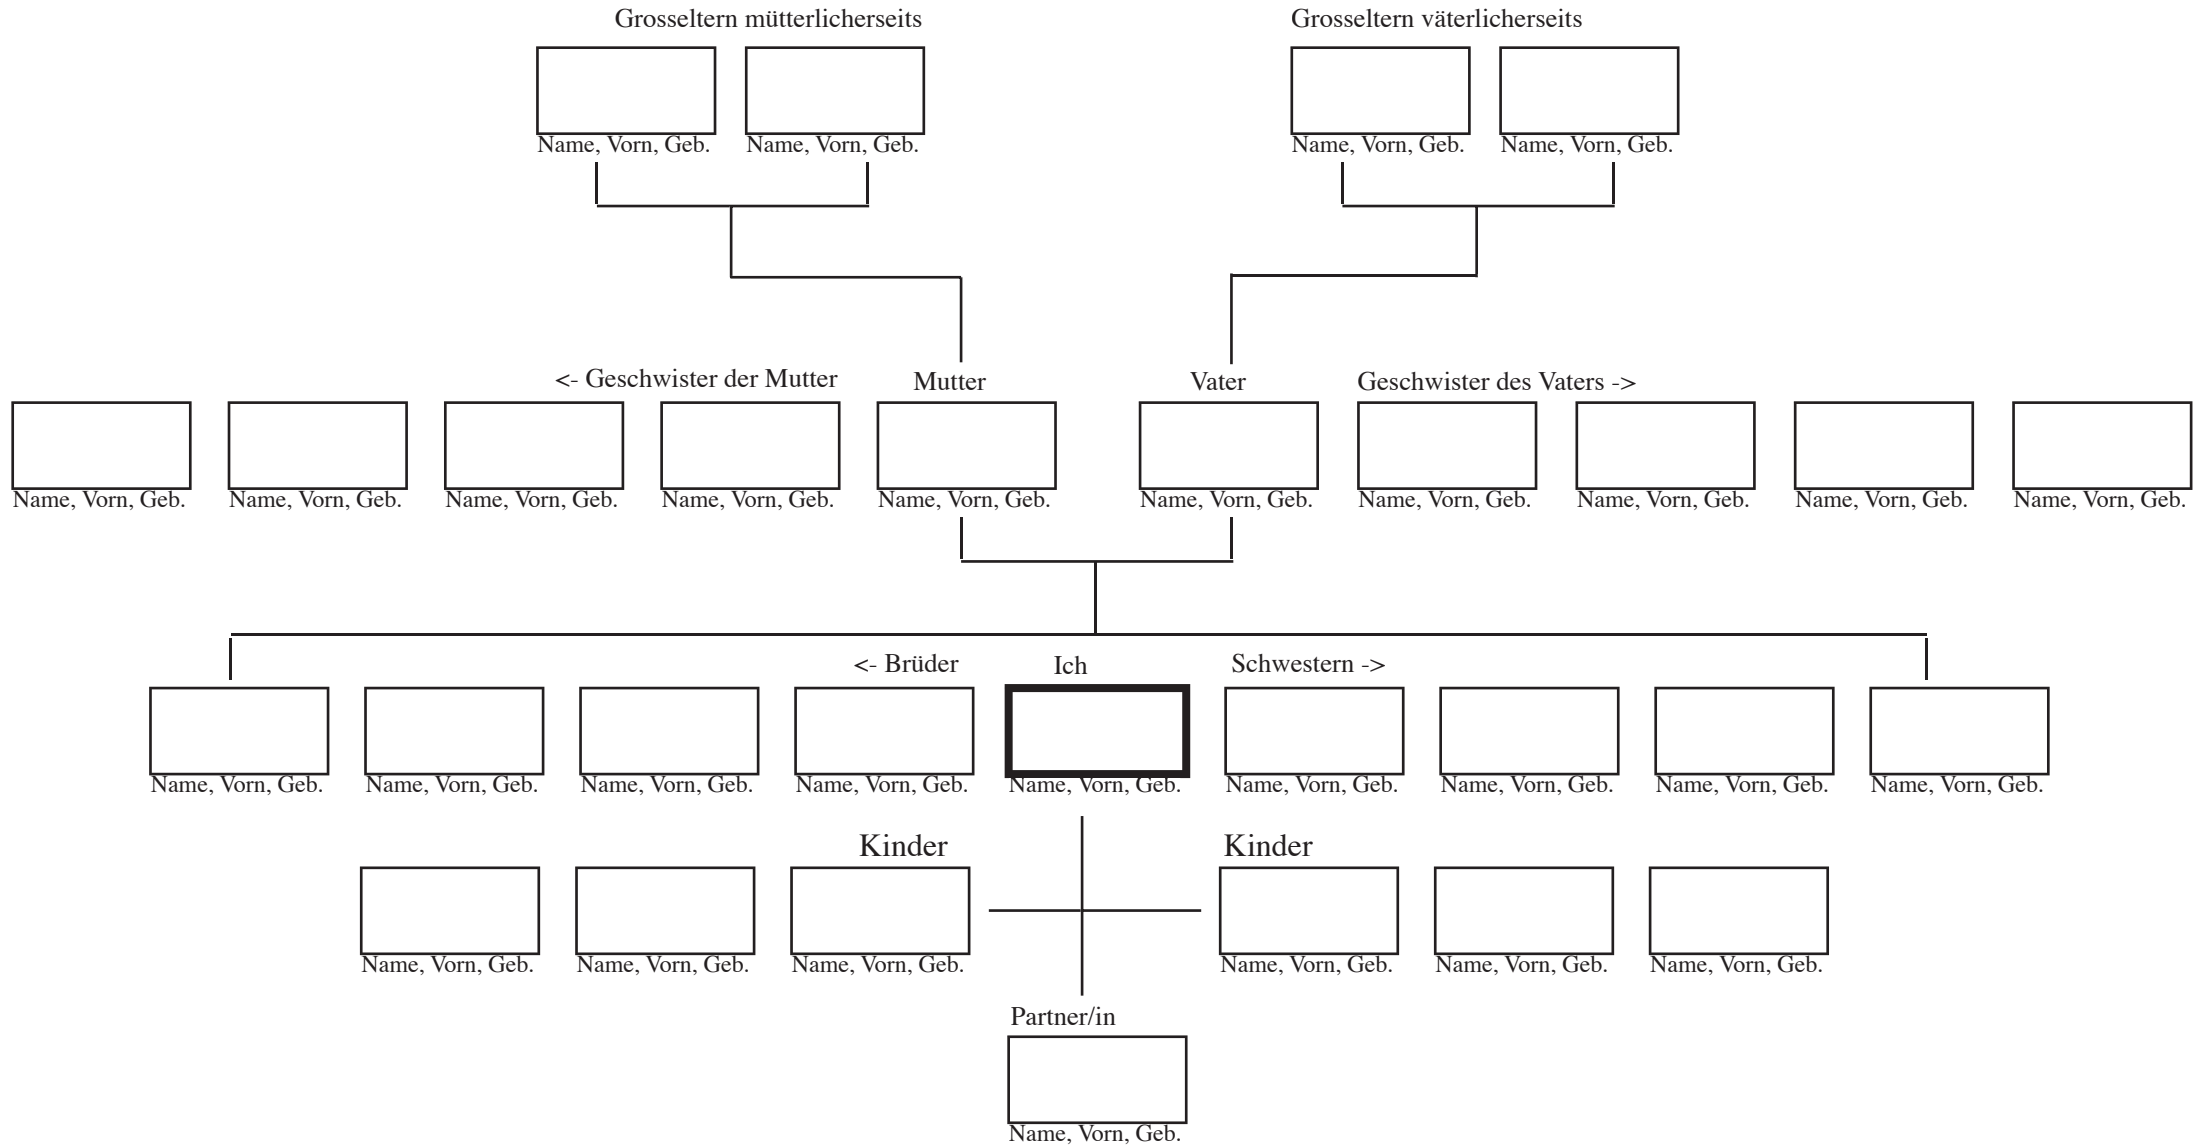 Grosseltern mütterlicherseits Grosseltern väterlicherseits
Name, Vorn, Geb. Name, Vorn, Geb. Name, Vorn, Geb. Name, Vorn, Geb.
<- Geschwister der Mutter Mutter Vater Geschwister des Vaters ->
Name, Vorn, Geb. Name, Vorn, Geb. Name, Vorn, Geb. Name, Vorn, Geb. Name, Vorn, Geb. Name, Vorn, Geb. Name, Vorn, Geb. Name, Vorn, Geb. Name, Vorn, Geb. Name, Vorn, Geb.
<- Brüder Ich Schwestern ->
Name, Vorn, Geb. Name, Vorn, Geb. Name, Vorn, Geb. Name, Vorn, Geb. Name, Vorn, Geb. Name, Vorn, Geb. Name, Vorn, Geb. Name, Vorn, Geb. Name, Vorn, Geb.
Kinder Kinder
Name, Vorn, Geb. Name, Vorn, Geb. Name, Vorn, Geb. Name, Vorn, Geb. Name, Vorn, Geb. Name, Vorn, Geb.
Partner/in
Name, Vorn, Geb.